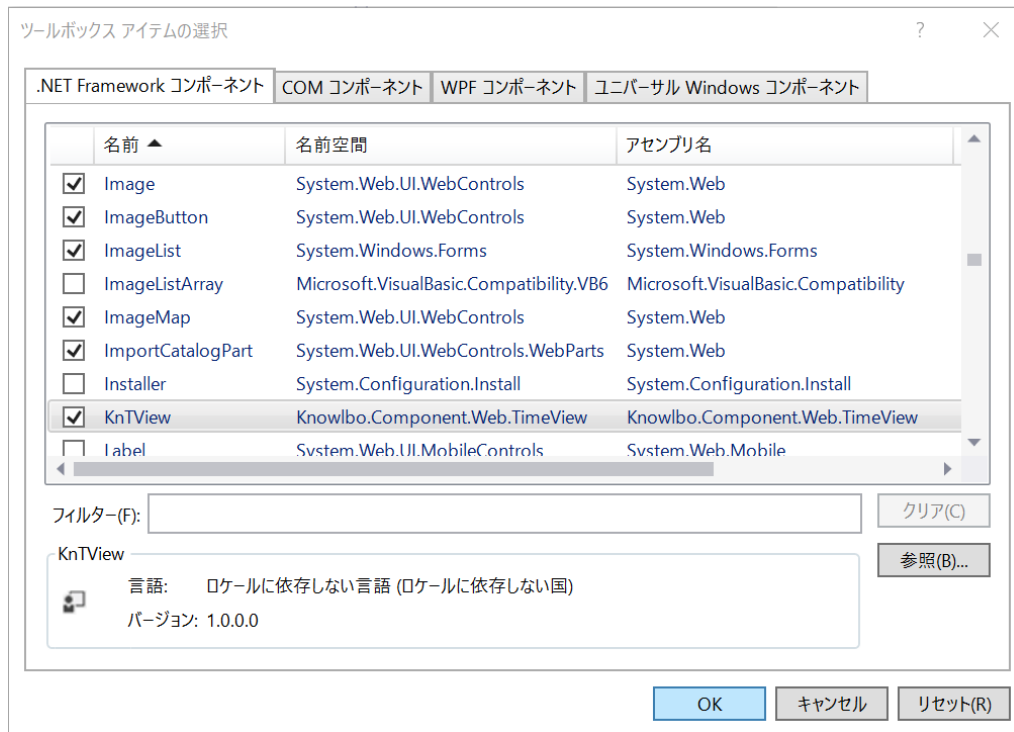 ツールボックス アイテムの選択
.NET Framework コンポーネント COM コンポーネント WPF コンポーネント ユニバーサル Windows コンポーネント
名前 名前空間 アセンブリ名
Image System.Web.UI.WebControls System.Web
ImageButton System.Web.UI.WebControls System.Web
ImageList System.Windows.Forms System.Windows.Forms
ImageListArray Microsoft.VisualBasic.Compatibility.VB6 Microsoft.VisualBasic.Compatibility
ImageMap System.Web.UI.WebControls System.Web
ImportCatalogPart System.Web.UI.WebControls.WebParts System.Web
Installer System.Configuration.Install System.Configuration.Install
KnTView Knowlbo.Component.Web.TimeView Knowlbo.Component.Web.TimeView
Label System.Web.UI.MobileControls System.Web.Mobile
フィルター(F): クリア(C)
KnTView 参照(B)...
言語: ロケールに依存しない言語 (ロケールに依存しない国)
バージョン: 1.0.0.0
OK キャンセル リセット(R)